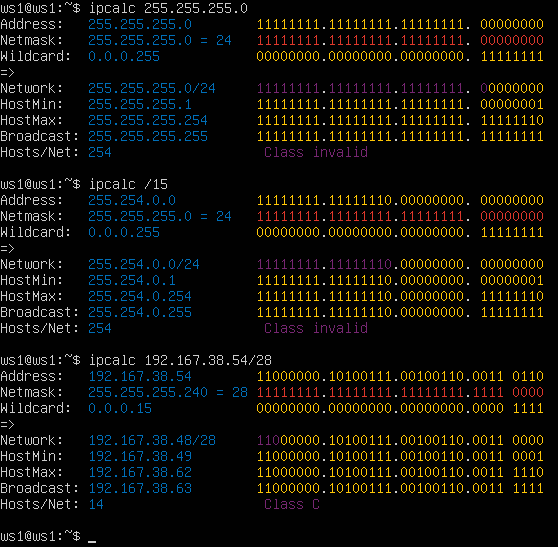 ws1@ws1:~$ ipcalc 255.255.255.0
Address:   255.255.255.0        11111111.11111111.11111111. 00000000
Netmask:   255.255.255.0 = 24   11111111.11111111.11111111. 00000000
Wildcard:  0.0.0.255            00000000.00000000.00000000. 11111111
=>
Network:   255.255.255.0/24     11111111.11111111.11111111. 00000000
HostMin:   255.255.255.1        11111111.11111111.11111111. 00000001
HostMax:   255.255.255.254      11111111.11111111.11111111. 11111110
Broadcast: 255.255.255.255      11111111.11111111.11111111. 11111111
Hosts/Net: 254                   Class invalid
ws1@ws1:~$ ipcalc /15
Address:   255.254.0.0          11111111.11111110.00000000. 00000000
Netmask:   255.255.255.0 = 24   11111111.11111111.11111111. 00000000
Wildcard:  0.0.0.255            00000000.00000000.00000000. 11111111
=>
Network:   255.254.0.0/24       11111111.11111110.00000000. 00000000
HostMin:   255.254.0.1          11111111.11111110.00000000. 00000001
HostMax:   255.254.0.254        11111111.11111110.00000000. 11111110
Broadcast: 255.254.0.255        11111111.11111110.00000000. 11111111
Hosts/Net: 254                   Class invalid
ws1@ws1:~$ ipcalc 192.167.38.54/28
Address:   192.167.38.54        11000000.10100111.00100110.0011 0110
Netmask:   255.255.255.240 = 28 11111111.11111111.11111111.1111 0000
Wildcard:  0.0.0.15             00000000.00000000.00000000.0000 1111
=>
Network:   192.167.38.48/28     11000000.10100111.00100110.0011 0000
HostMin:   192.167.38.49        11000000.10100111.00100110.0011 0001
HostMax:   192.167.38.62        11000000.10100111.00100110.0011 1110
Broadcast: 192.167.38.63        11000000.10100111.00100110.0011 1111
Hosts/Net: 14                    Class C
ws1@ws1:~$ _